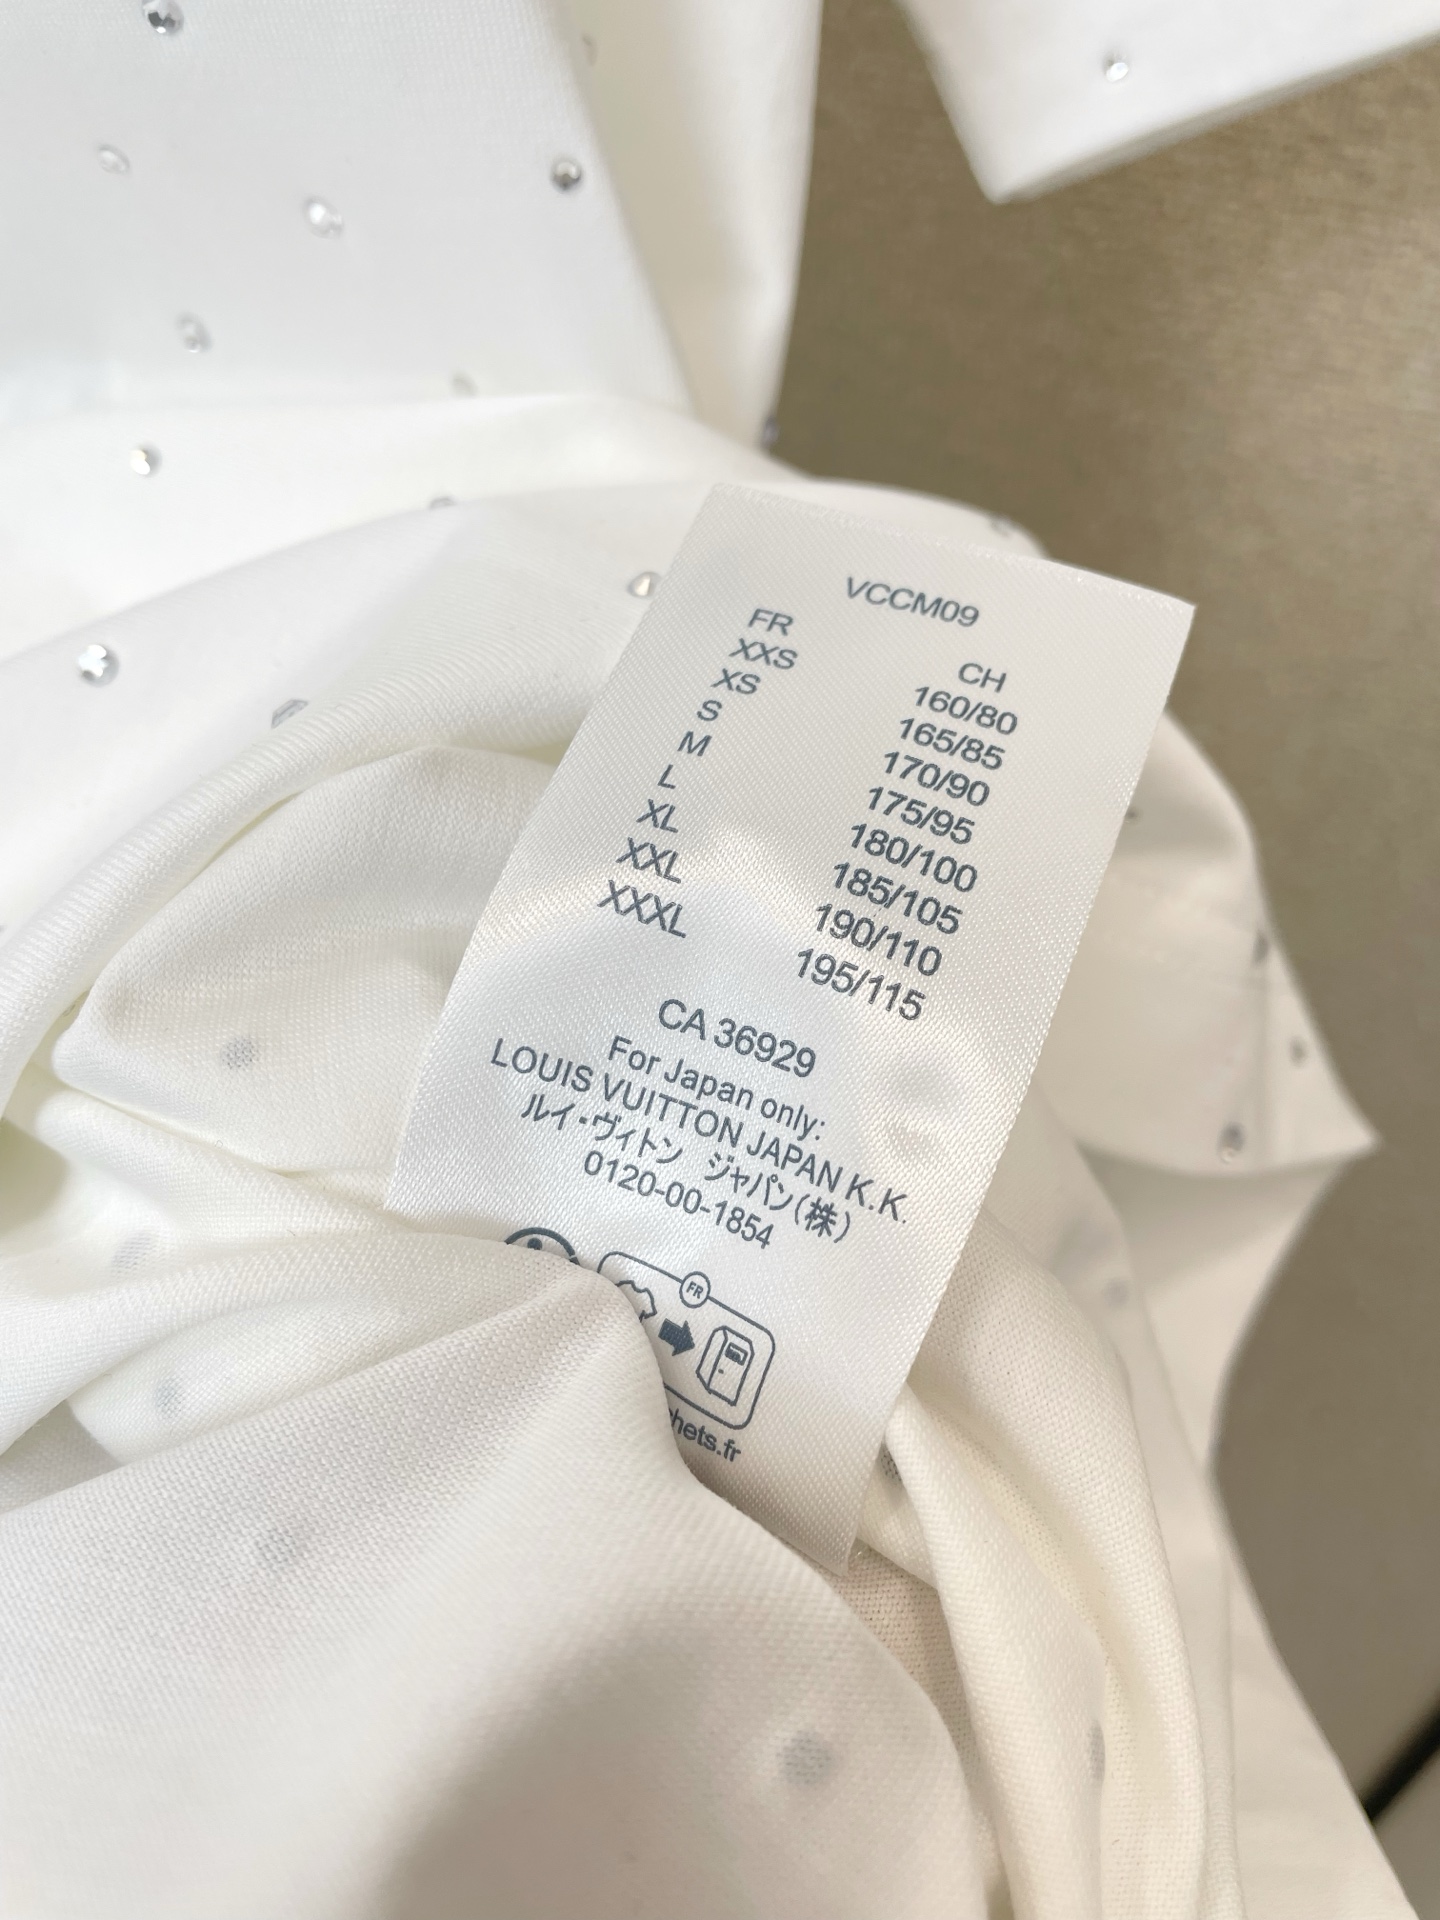 VCCM09
FR CH
XXS 160/80
XS 165/85
S 170/90
M 175/95
L 180/100
XL 185/105
XXL 190/110
XXXL 195/115
CA 36929
For Japan only:
LOUIS VUITTON JAPAN K.K.
ルイ・ヴィトン ジャパン(株)
0120-00-1854
FR